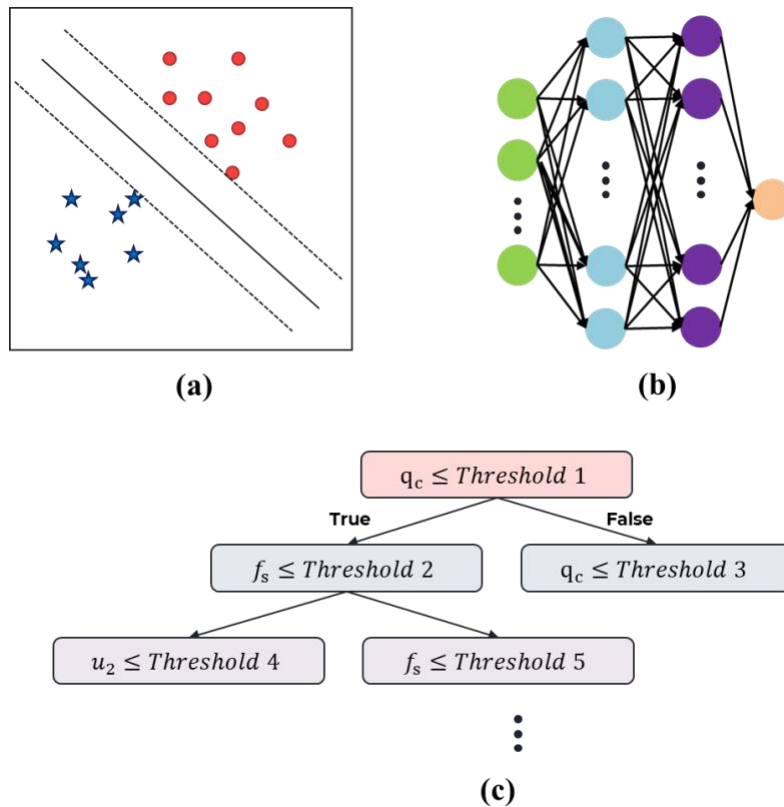 (a)
(b)
q_c ≤ Threshold 1
True False
f_s ≤ Threshold 2 q_c ≤ Threshold 3
u_2 ≤ Threshold 4 f_s ≤ Threshold 5
(c)